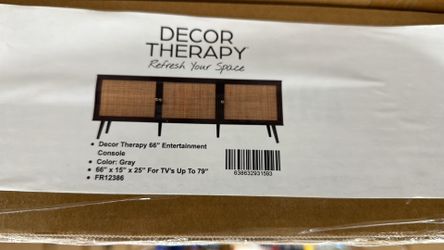 DECOR
THERAPY
Refresh Your Space
• Decor Therapy 66" Entertainment
Console
• Color: Gray
• 66" x 15" x 25" For TV's Up To 79"
• FR12386
638632931593